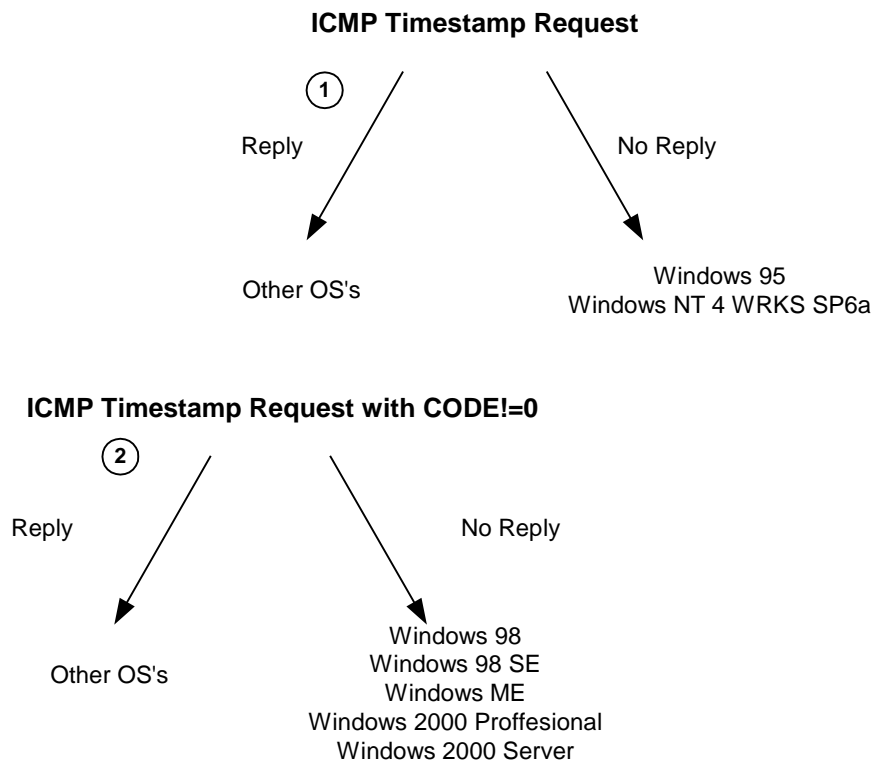 ICMP Timestamp Request
1
Reply
No Reply
Other OS's
Windows 95
Windows NT 4 WRKS SP6a
ICMP Timestamp Request with CODE!=0
2
Reply
No Reply
Other OS's
Windows 98
Windows 98 SE
Windows ME
Windows 2000 Proffesional
Windows 2000 Server